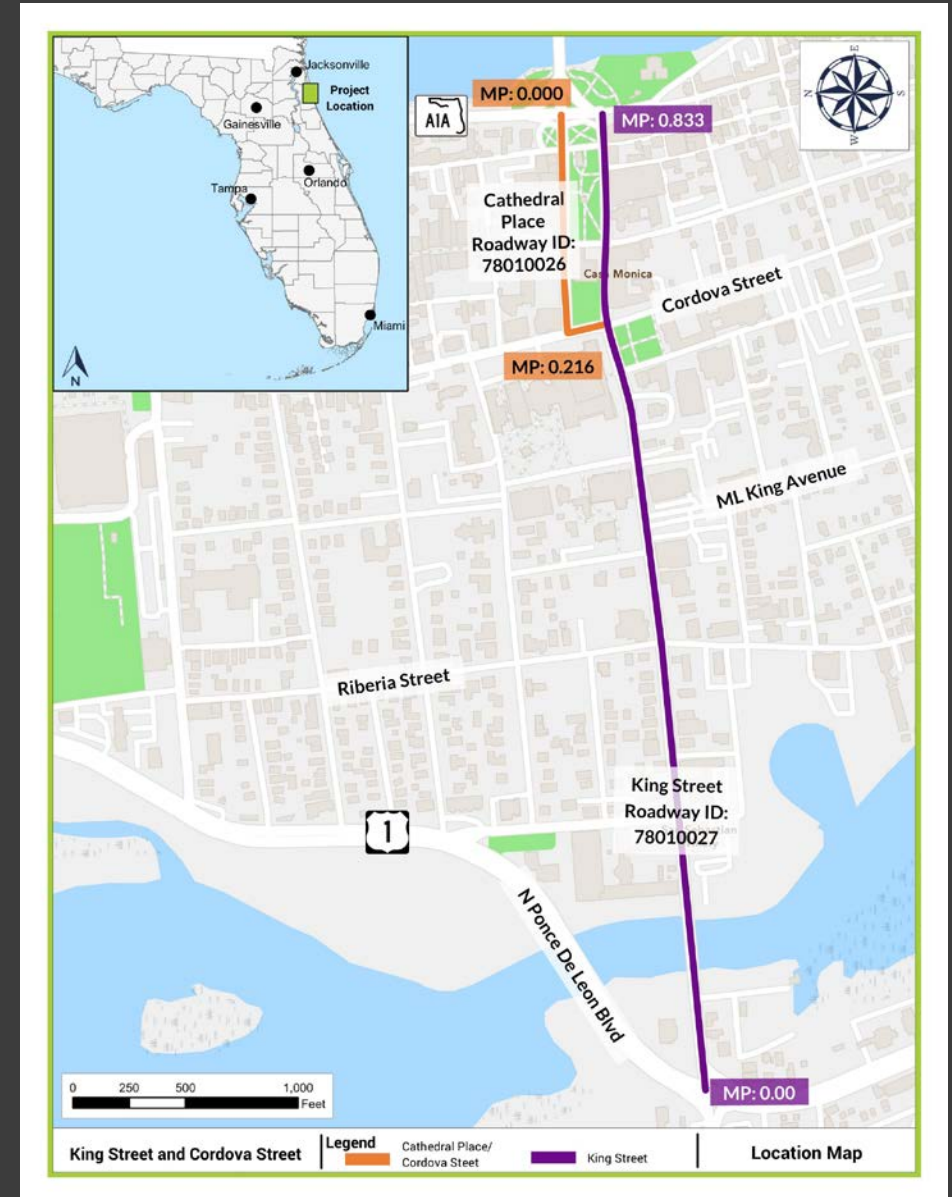 Jacksonville
Project
Location
Gainesville
Orlando
Tampa
Miami
N
A1A
MP: 0.000
MP: 0.833
E
N
S
W
Cathedral
Place
Roadway ID:
78010026
Casa Monica
Cordova Street
MP: 0.216
ML King Avenue
Riberia Street
King Street
Roadway ID:
78010027
1
N Ponce De Leon Blvd
MP: 0.00
0 250 500 1,000
Feet
King Street and Cordova Street
Legend
Cathedral Place/
Cordova Steet
King Street
Location Map